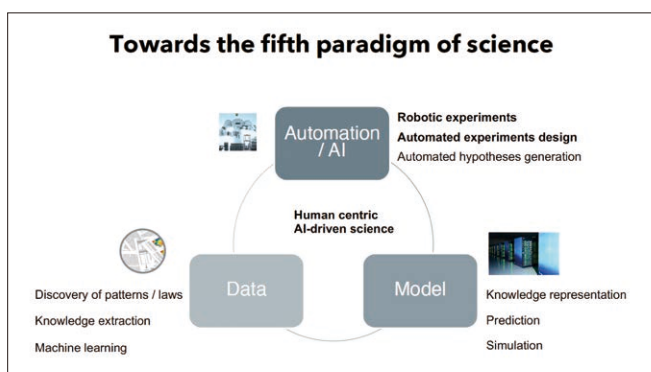 Towards the fifth paradigm of science
Automation
/ AI
Robotic experiments
Automated experiments design
Automated hypotheses generation
Human centric
AI-driven science
Data
Discovery of patterns / laws
Knowledge extraction
Machine learning
Model
Knowledge representation
Prediction
Simulation